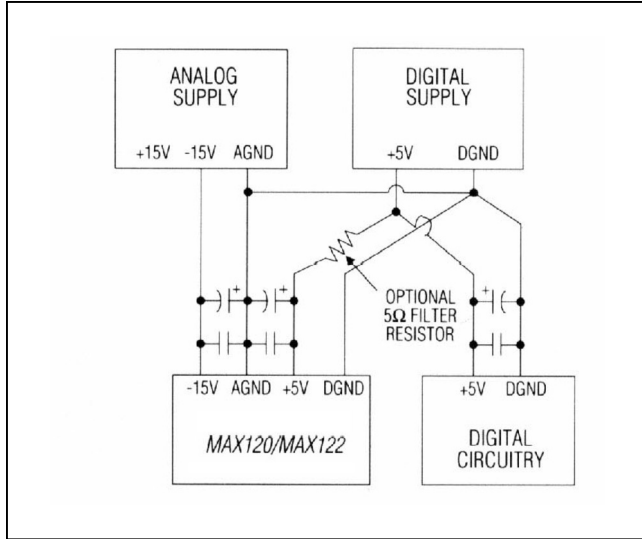 ANALOG
SUPPLY
+15V -15V AGND
DIGITAL
SUPPLY
+5V DGND
+
+
OPTIONAL
5Ω FILTER
RESISTOR
+
-15V AGND +5V DGND
MAX120/MAX122
+5V DGND
DIGITAL
CIRCUITRY